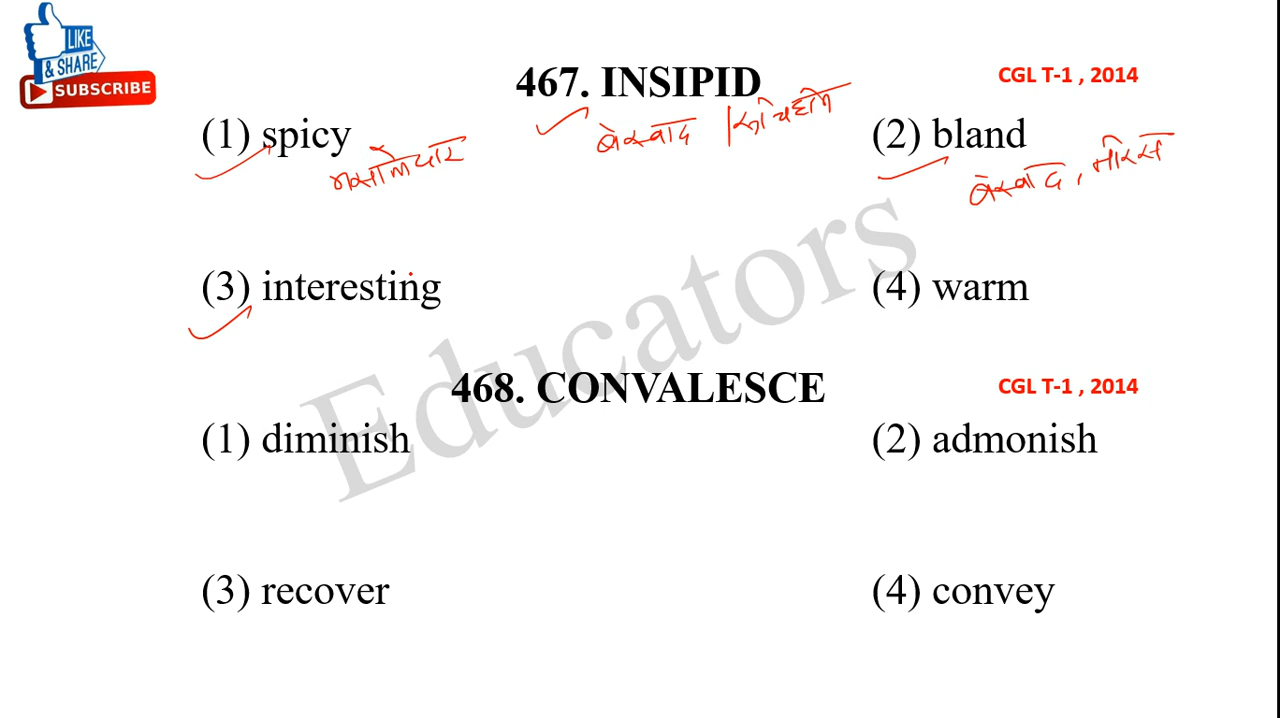 LIKE
& SHARE
SUBSCRIBE
467. INSIPID
CGL T-1 , 2014
(1) spicy
मसालेदार
बेस्वाद / रूचिहीन
(2) bland
बेस्वाद , नीरस
(3) interesting
(4) warm
Educators
468. CONVALESCE
CGL T-1 , 2014
(1) diminish
(2) admonish
(3) recover
(4) convey